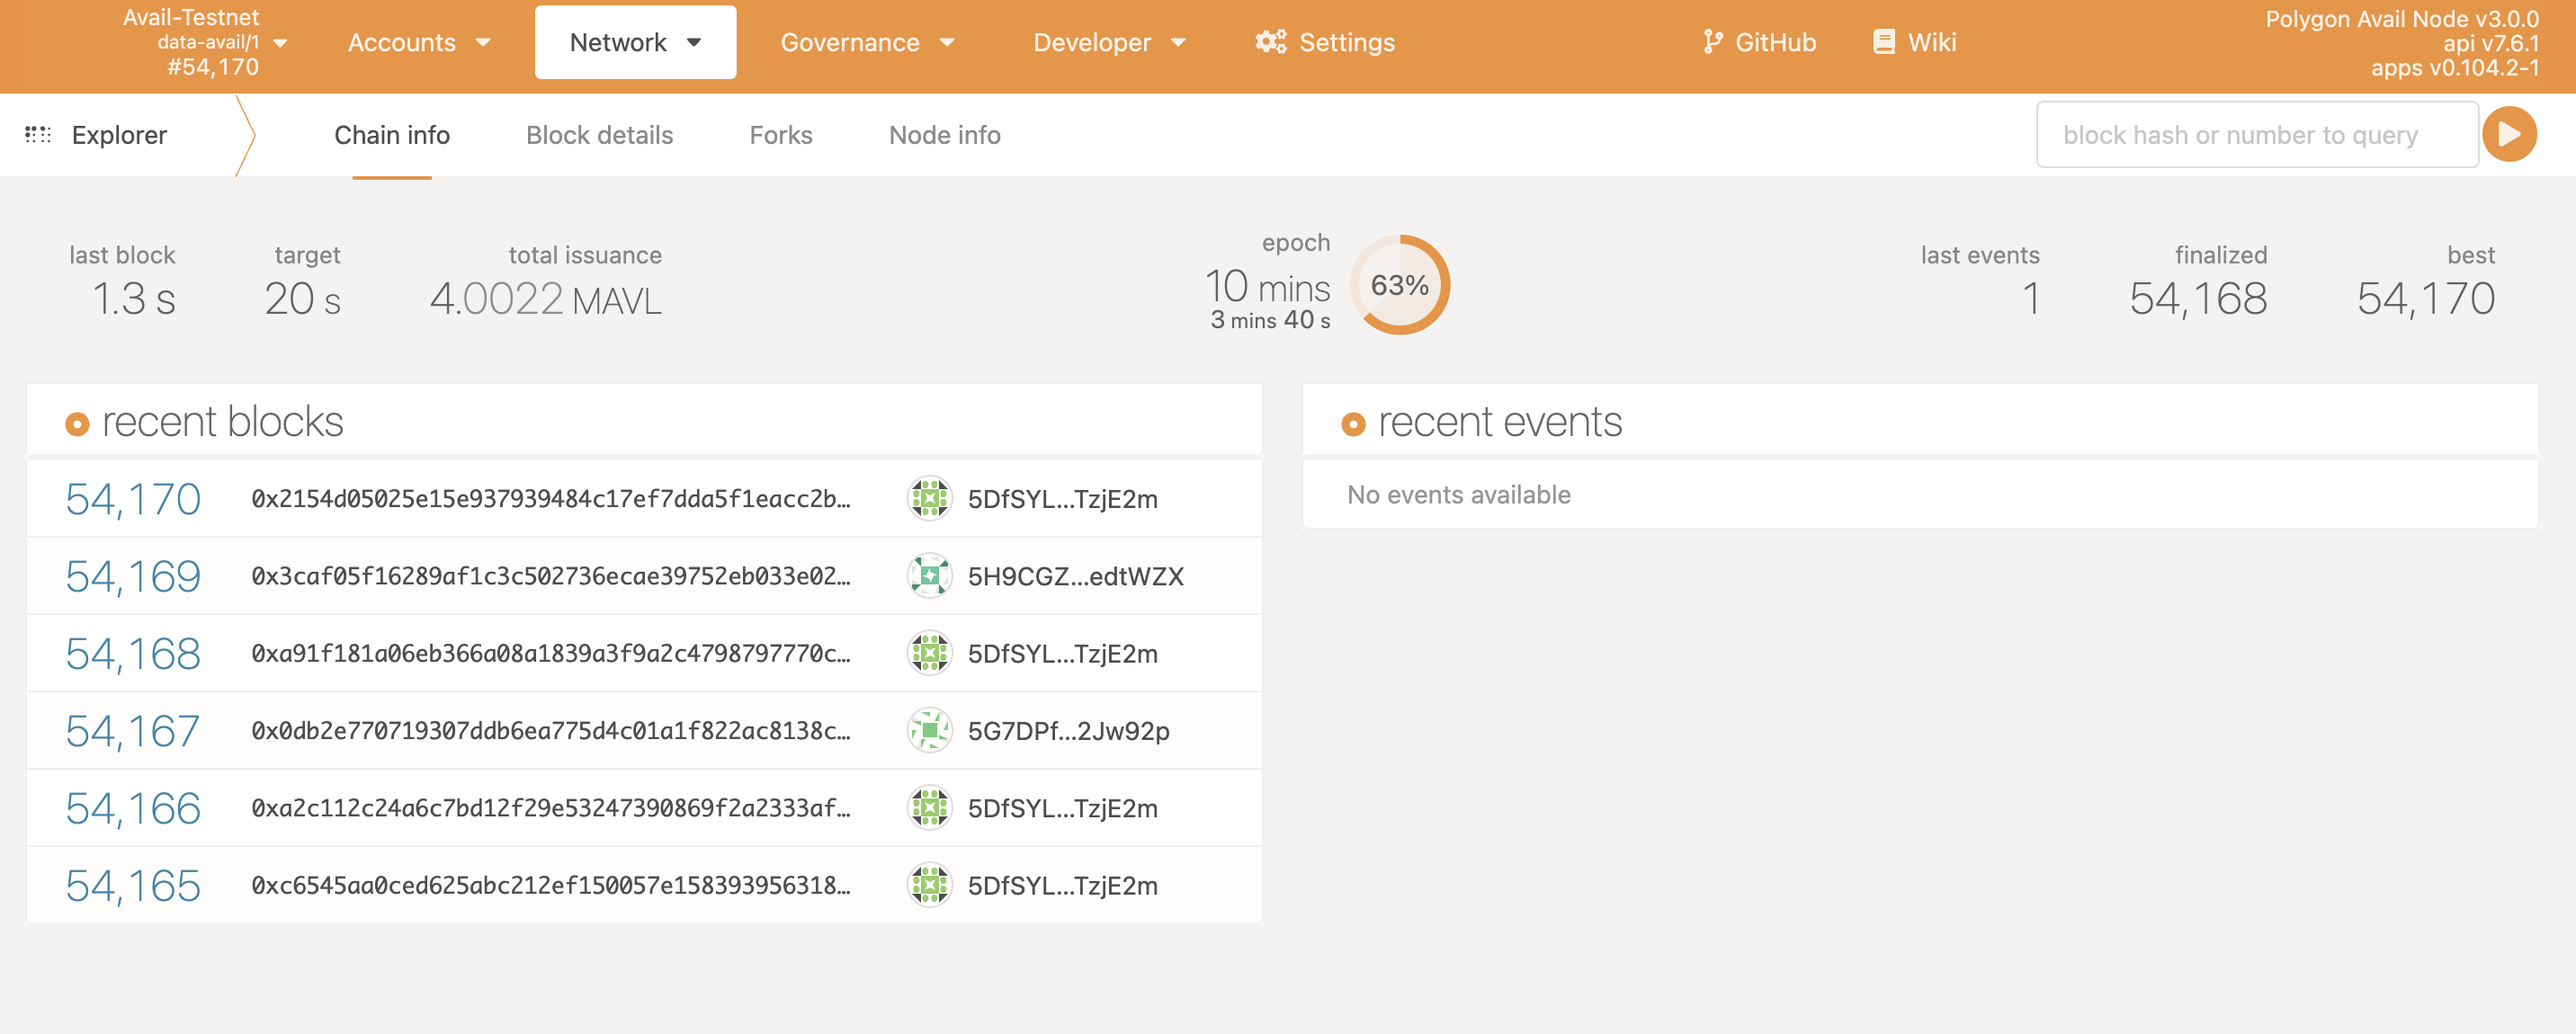 Avail-Testnet
data-avail/1
#54,170
Accounts
Network
Governance
Developer
Settings
GitHub
Wiki
Polygon Avail Node v3.0.0
api v7.6.1
apps v0.104.2-1
Explorer
Chain info
Block details
Forks
Node info
block hash or number to query
last block
1.3 s
target
20 s
total issuance
4.0022 MAVL
epoch
10 mins
3 mins 40 s
63%
last events
1
finalized
54,168
best
54,170
recent blocks
54,170 0x2154d05025e15e937939484c17ef7dda5f1eacc2b… 5DfSYL…TzjE2m
54,169 0x3caf05f16289af1c3c502736ecae39752eb033e02… 5H9CGZ…edtWZX
54,168 0xa91f181a06eb366a08a1839a3f9a2c4798797770c… 5DfSYL…TzjE2m
54,167 0x0db2e770719307ddb6ea775d4c01a1f822ac8138c… 5G7DPf…2Jw92p
54,166 0xa2c112c24a6c7bd12f29e53247390869f2a2333af… 5DfSYL…TzjE2m
54,165 0xc6545aa0ced625abc212ef150057e158393956318… 5DfSYL…TzjE2m
recent events
No events available